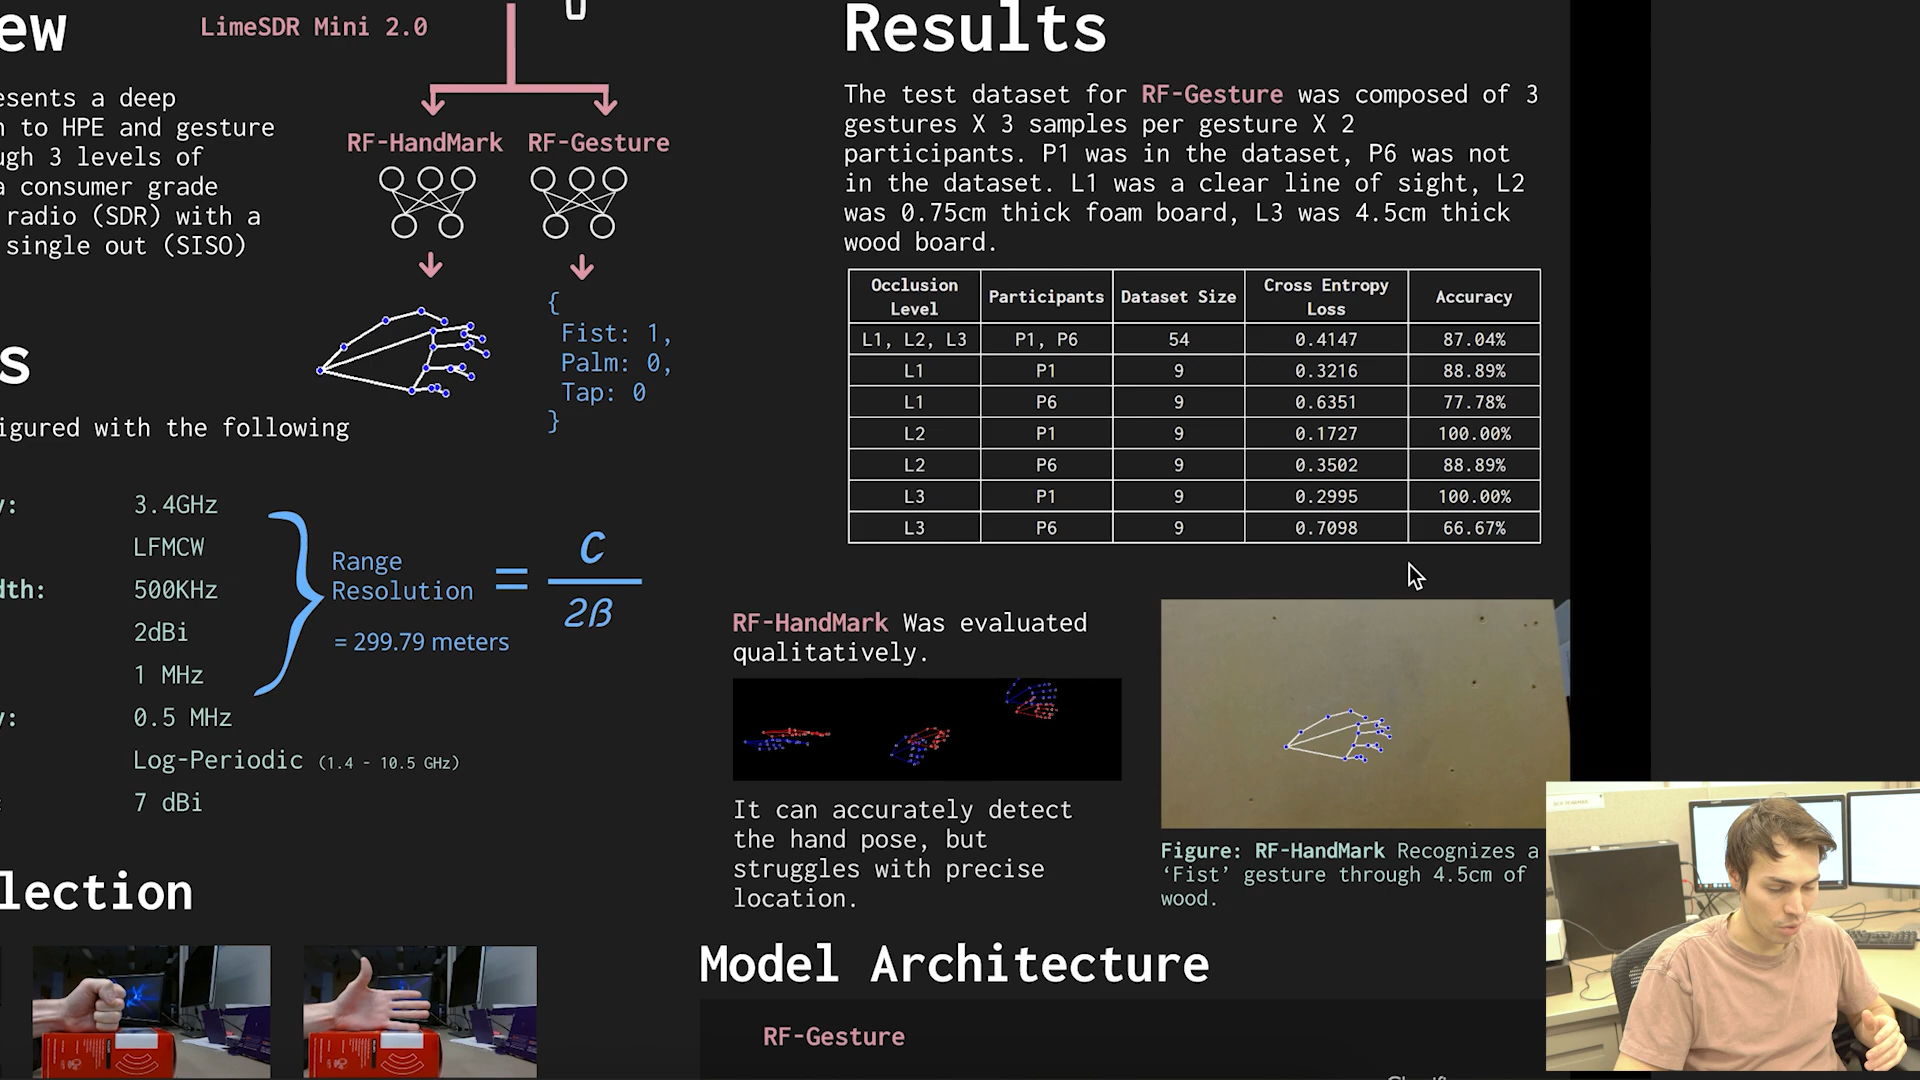 ew
LimeSDR Mini 2.0
esents a deep
n to HPE and gesture
ugh 3 levels of
a consumer grade
radio (SDR) with a
single out (SISO)
RF-HandMark
RF-Gesture
{
Fist: 1,
Palm: 0,
Tap: 0
}
s
igured with the following
y:
3.4GHz
LFMCW
dth:
500KHz
2dBi
1 MHz
y:
0.5 MHz
Log-Periodic (1.4 - 10.5 GHz)
:
7 dBi
Range
Resolution
=
C
2ß
= 299.79 meters
lection
Results
The test dataset for RF-Gesture was composed of 3
gestures X 3 samples per gesture X 2
participants. P1 was in the dataset, P6 was not
in the dataset. L1 was a clear line of sight, L2
was 0.75cm thick foam board, L3 was 4.5cm thick
wood board.
Occlusion Level Participants Dataset Size Cross Entropy Loss Accuracy
L1, L2, L3 P1, P6 54 0.4147 87.04%
L1 P1 9 0.3216 88.89%
L1 P6 9 0.6351 77.78%
L2 P1 9 0.1727 100.00%
L2 P6 9 0.3502 88.89%
L3 P1 9 0.2995 100.00%
L3 P6 9 0.7098 66.67%
RF-HandMark Was evaluated
qualitatively.
It can accurately detect
the hand pose, but
struggles with precise
location.
Figure: RF-HandMark Recognizes a
‘Fist’ gesture through 4.5cm of
wood.
Model Architecture
RF-Gesture